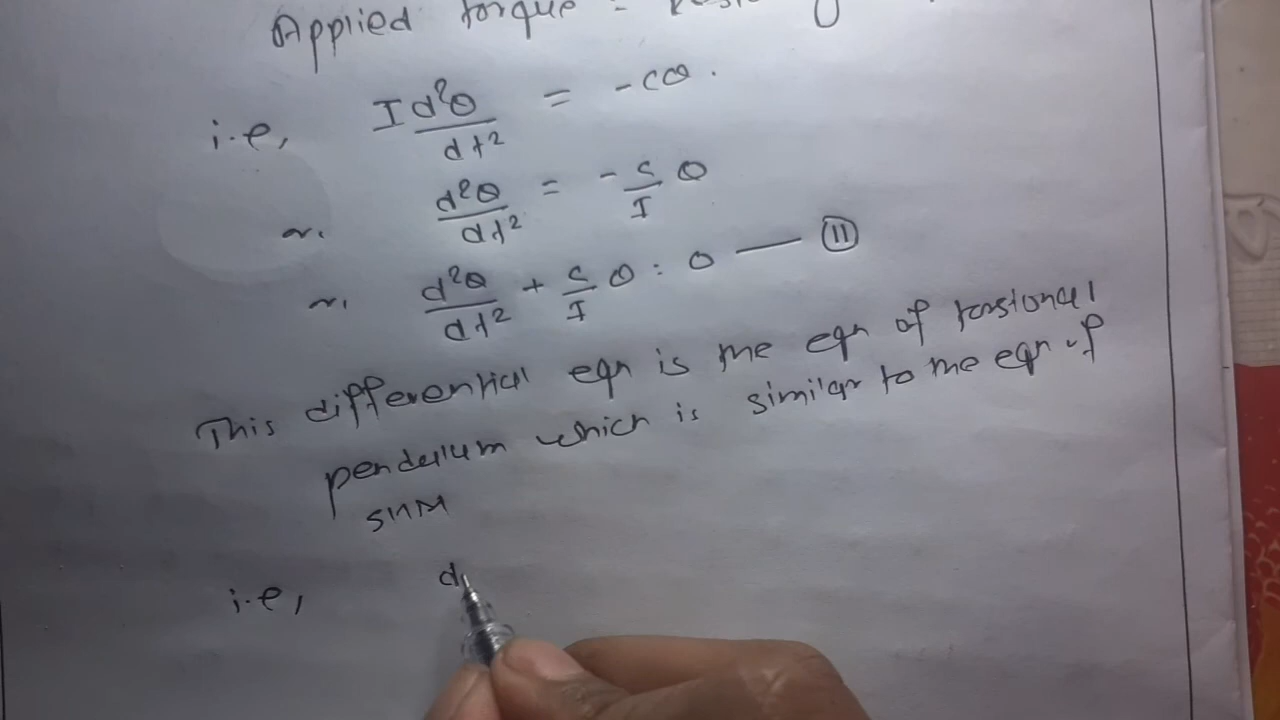 Applied torque =
i.e, I d²θ/dt² = -cθ.
or. d²θ/dt² = -c/I θ
or, d²θ/dt² + c/I θ = 0 — (II)
This differential eqn is the eqn of torsional
pendulum which is similar to the eqn of
SHM
i.e, d